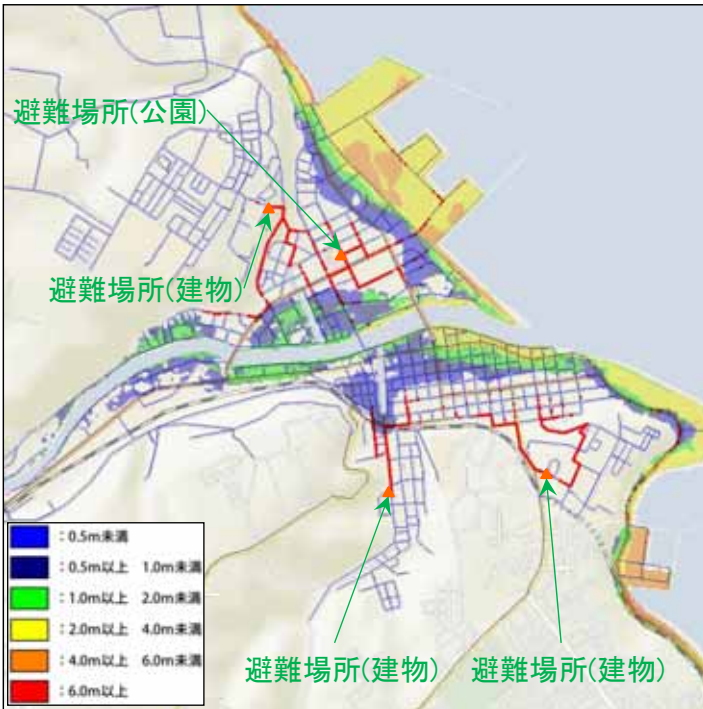 避難場所(公園)
避難場所(建物)
:0.5m未満
:0.5m以上 1.0m未満
:1.0m以上 2.0m未満
:2.0m以上 4.0m未満
:4.0m以上 6.0m未満
:6.0m以上
避難場所(建物)
避難場所(建物)